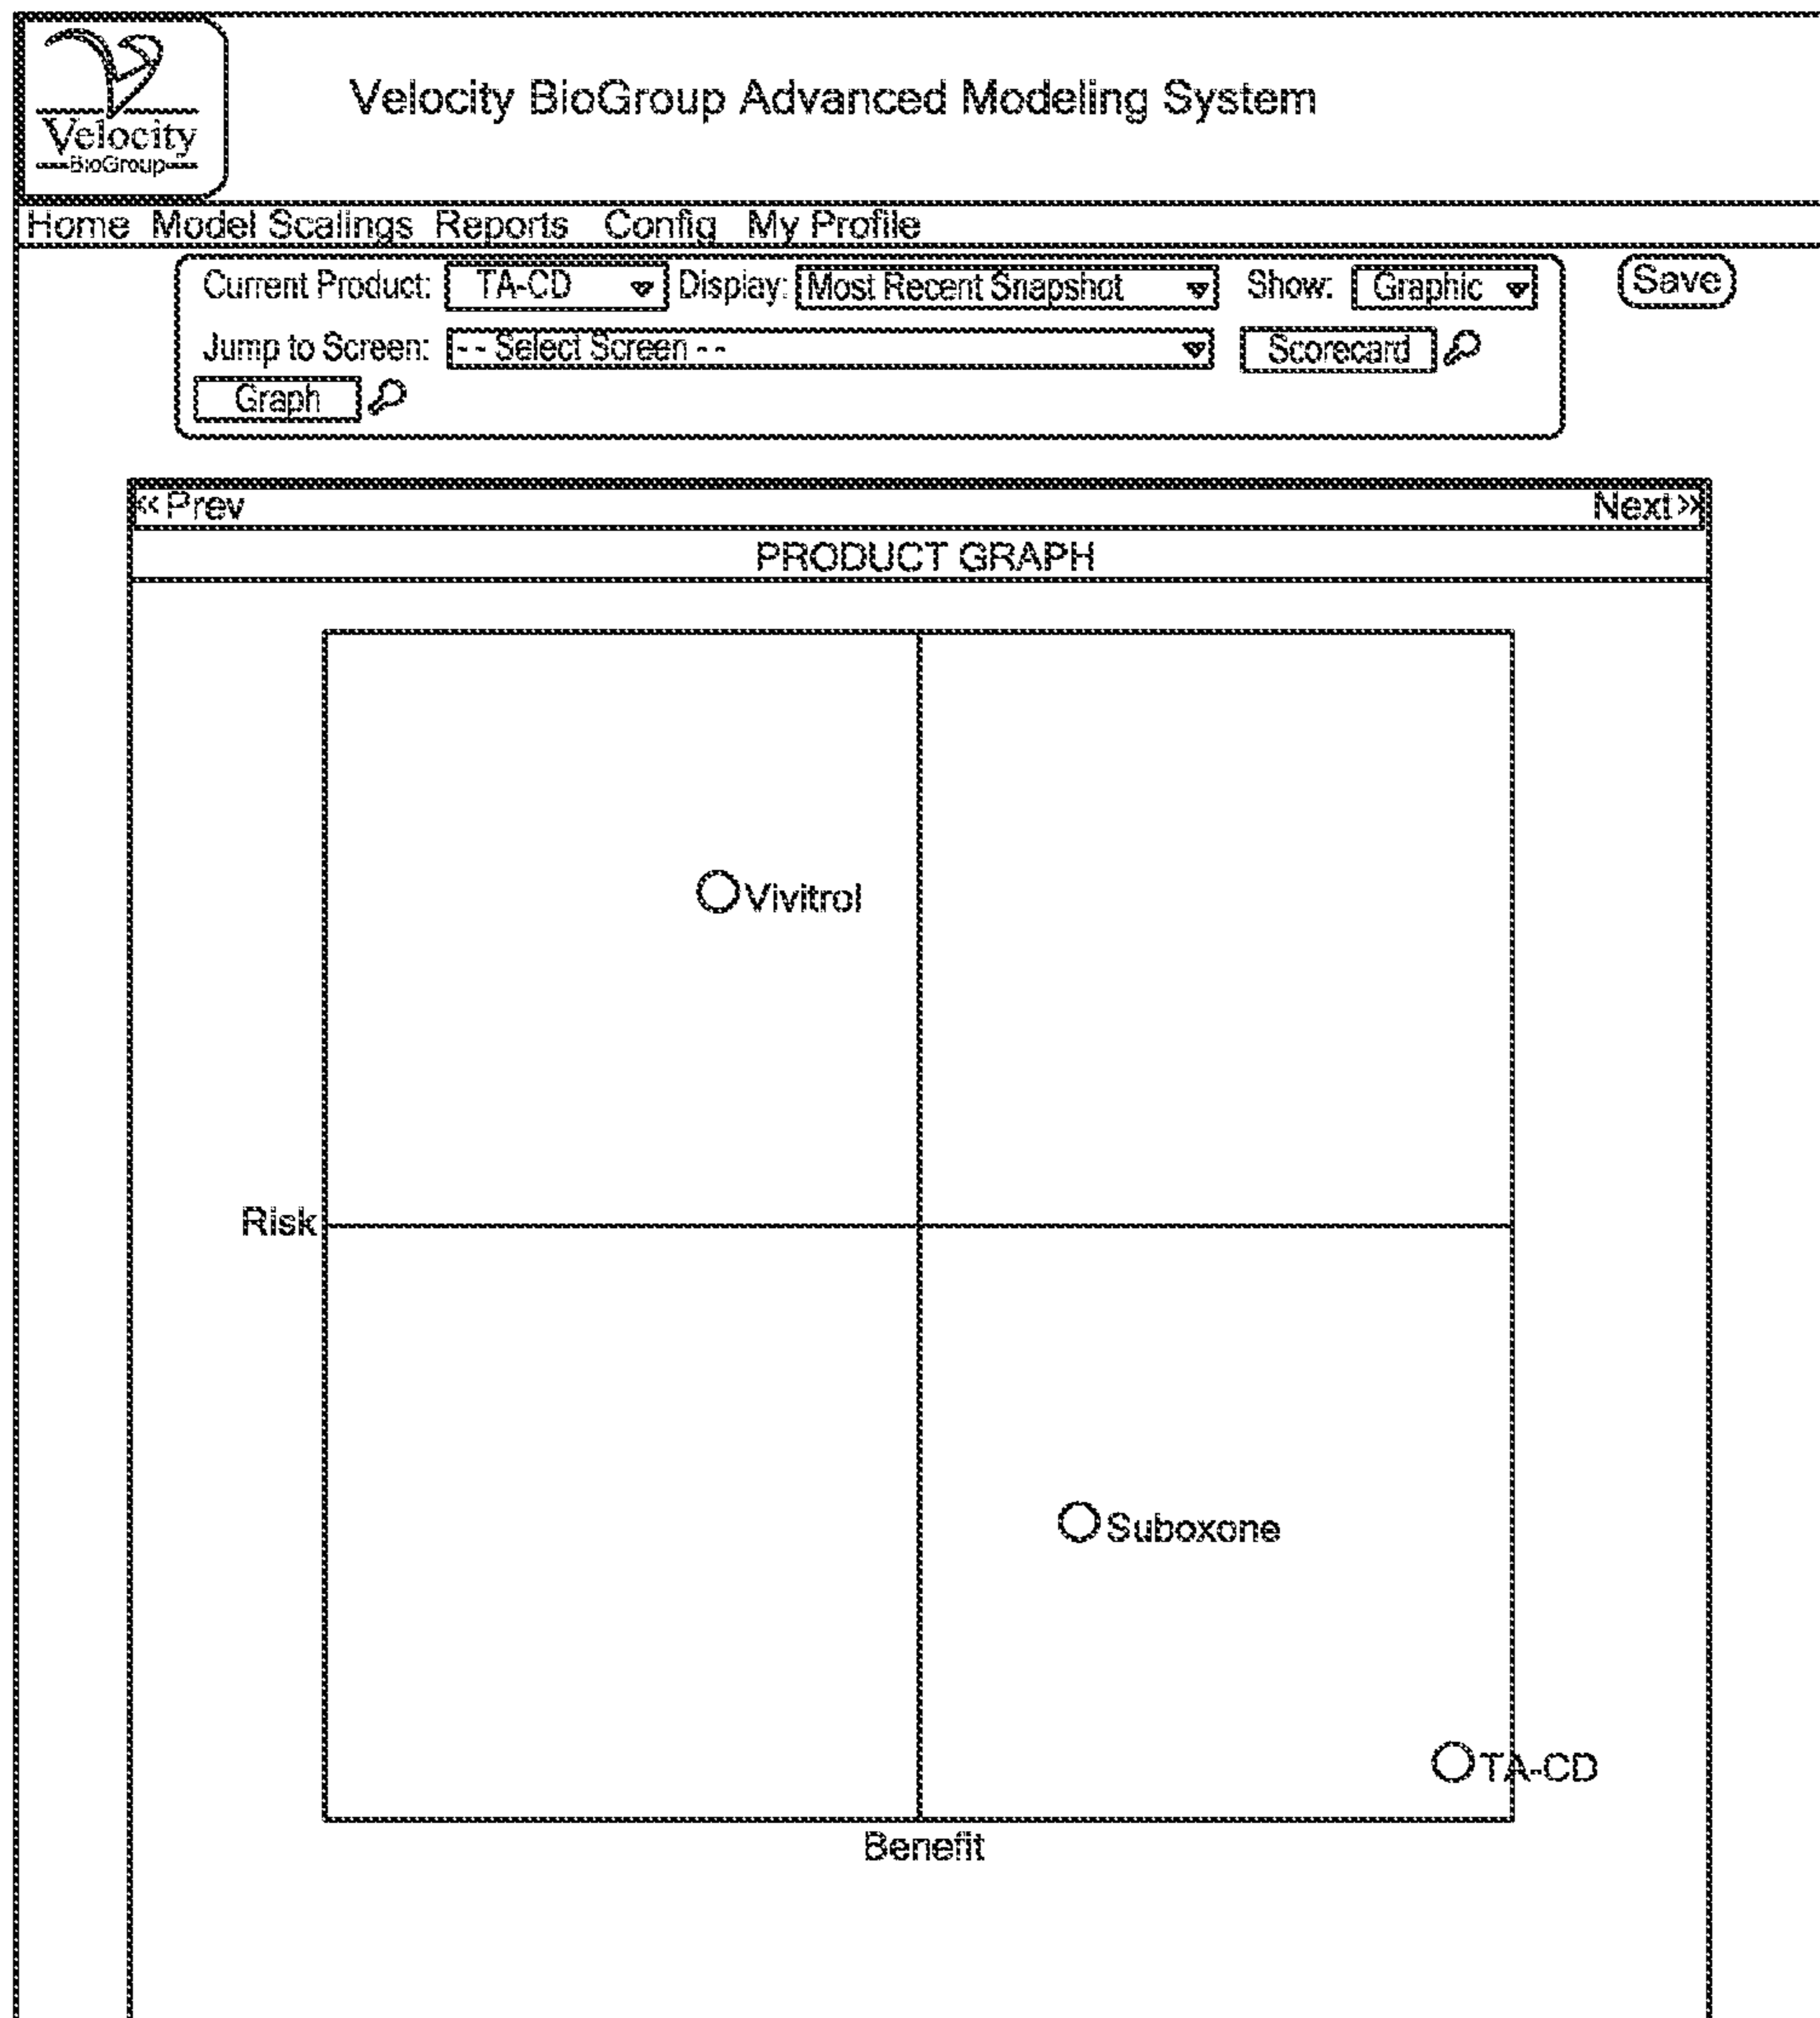 Velocity
BioGroup
Velocity BioGroup Advanced Modeling System
Home Model Scalings Reports Config My Profile
Current Product: TA-CD Display: Most Recent Snapshot Show: Graphic Save
Jump to Screen: - - Select Screen - - Scorecard
Graph
« Prev Next »
PRODUCT GRAPH
Vivitrol
Risk
Suboxone
TA-CD
Benefit